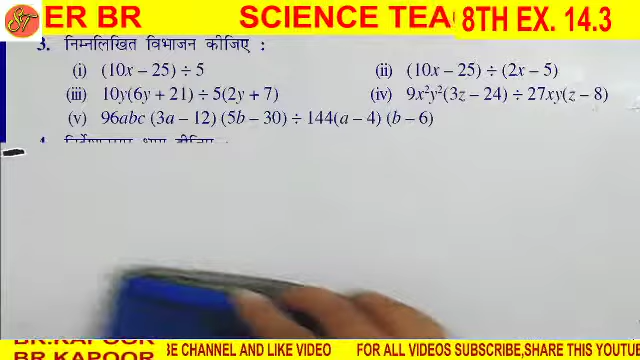 ER BR SCIENCE TEA 8TH EX. 14.3
3. निम्नलिखित विभाजन कीजिए :
(i) (10x – 25) ÷ 5 (ii) (10x – 25) ÷ (2x – 5)
(iii) 10y(6y + 21) ÷ 5(2y + 7) (iv) 9x²y²(3z – 24) ÷ 27xy(z – 8)
(v) 96abc (3a – 12) (5b – 30) ÷ 144(a – 4) (b – 6)
BR.KAPOOR BE CHANNEL AND LIKE VIDEO FOR ALL VIDEOS SUBSCRIBE,SHARE THIS YOUTUB
BR.KAPOOR